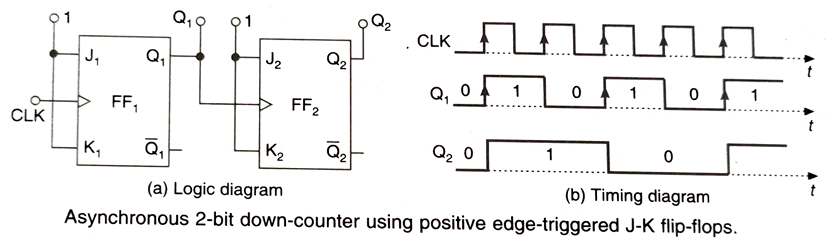 1 Q₁ 1 Q₂
J₁ Q₁ J₂ Q₂
FF₁ FF₂
CLK
K₁ Q̅₁ K₂ Q̅₂
(a) Logic diagram
CLK
t
Q₁ 0 1 0 1 0 1
t
Q₂ 0 1 0
t
(b) Timing diagram
Asynchronous 2-bit down-counter using positive edge-triggered J-K flip-flops.